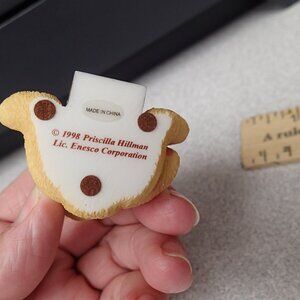 MADE IN CHINA
© 1998 Priscilla Hillman
Lic. Enesco Corporation
A